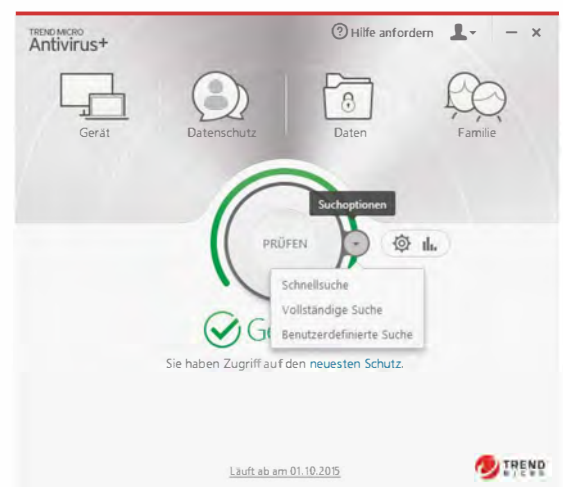 TREND MICRO
Antivirus+
Hilfe anfordern
Gerät
Datenschutz
Daten
Familie
Suchoptionen
PRÜFEN
Schnellsuche
Vollständige Suche
Benutzerdefinierte Suche
Sie haben Zugriff auf den neuesten Schutz.
Läuft ab am 01.10.2015
TREND
MICRO